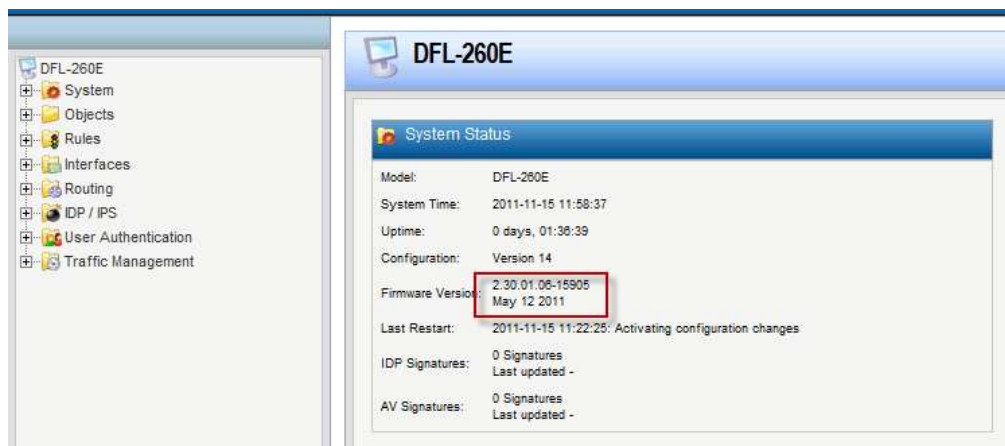 DFL-260E
System
Objects
Rules
Interfaces
Routing
IDP / IPS
User Authentication
Traffic Management
DFL-260E
System Status
Model: DFL-260E
System Time: 2011-11-15 11:58:37
Uptime: 0 days, 01:36:39
Configuration: Version 14
Firmware Version: 2.30.01.06-15905
May 12 2011
Last Restart: 2011-11-15 11:22:25: Activating configuration changes
IDP Signatures: 0 Signatures
Last updated -
AV Signatures: 0 Signatures
Last updated -